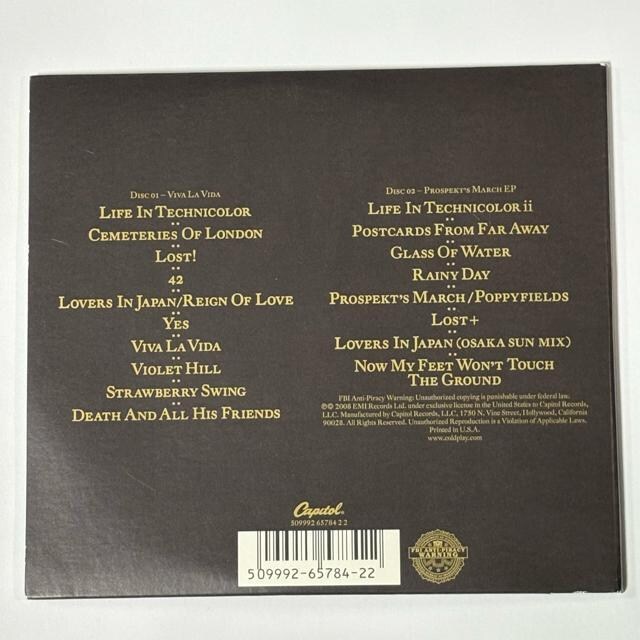 Disc 01 – Viva La Vida
Life In Technicolor
Cemeteries Of London
Lost!
42
Lovers In Japan/Reign Of Love
Yes
Viva La Vida
Violet Hill
Strawberry Swing
Death And All His Friends
Disc 02 – Prospekt's March EP
Life In Technicolor ii
Postcards From Far Away
Glass Of Water
Rainy Day
Prospekt's March/Poppyfields
Lost+
Lovers In Japan (Osaka Sun Mix)
Now My Feet Won't Touch
The Ground
FBI Anti-Piracy Warning: Unauthorized copying is punishable under federal law.
℗© 2008 EMI Records Ltd. under exclusive license in the United States to Capitol Records,
LLC. Manufactured by Capitol Records, LLC, 1750 N. Vine Street, Hollywood, California
90028. All Rights Reserved. Unauthorized Reproduction is a Violation of Applicable Laws.
Printed in U.S.A.
www.coldplay.com
Capitol.
509992 65784 2 2
509992-65784-22
FBI ANTI-PIRACY
WARNING